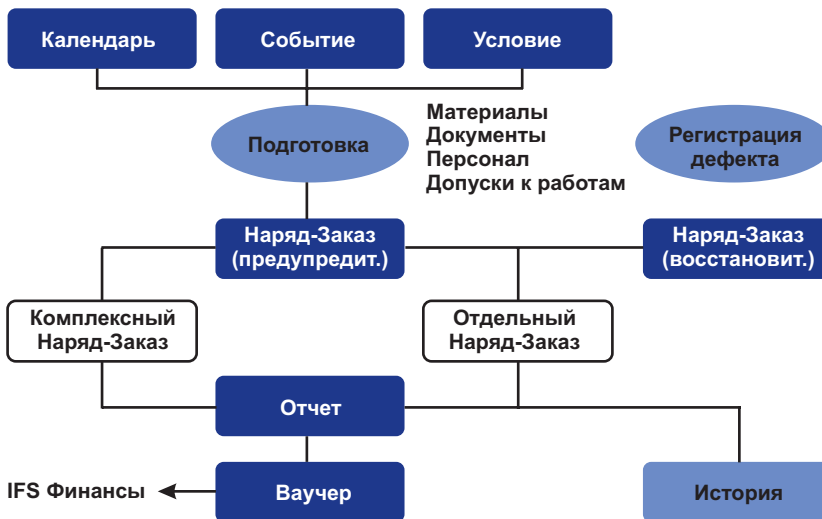 Календарь
Событие
Условие
Подготовка
Материалы
Документы
Персонал
Допуски к работам
Регистрация
дефекта
Наряд-Заказ
(предупредит.)
Наряд-Заказ
(восстановит.)
Комплексный
Наряд-Заказ
Отдельный
Наряд-Заказ
Отчет
IFS Финансы
Ваучер
История